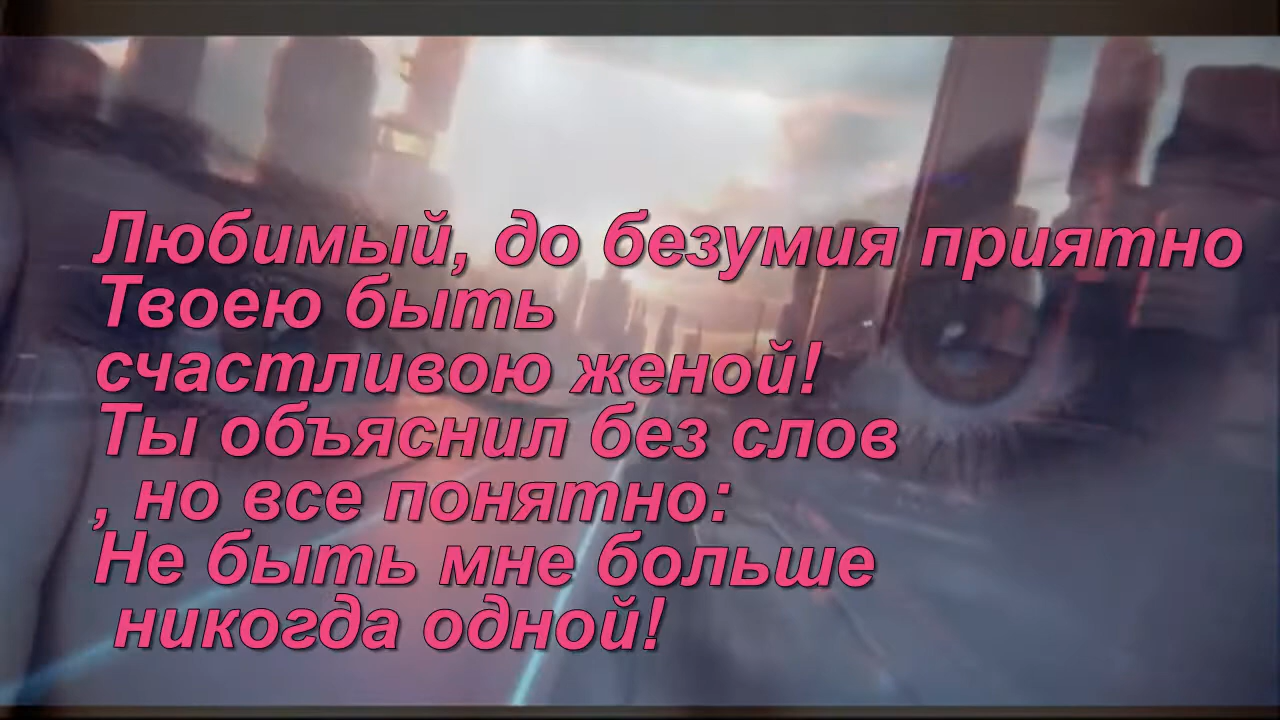 Любимый, до безумия приятно
Твоею быть
счастливою женой!
Ты объяснил без слов
, но все понятно:
Не быть мне больше
никогда одной!